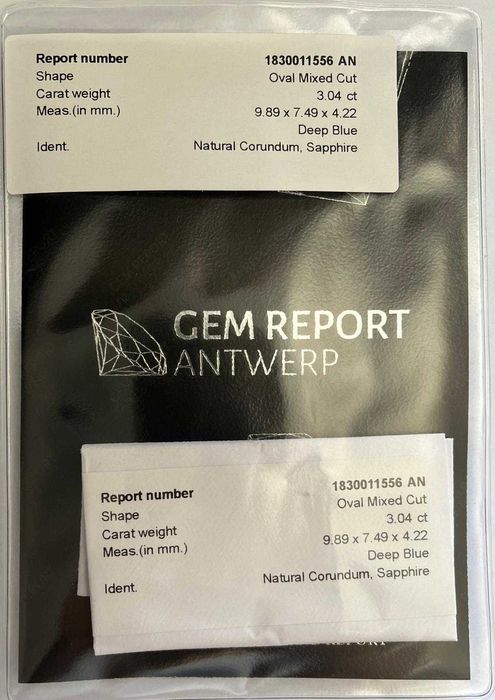 Report number 1830011556 AN
Shape Oval Mixed Cut
Carat weight 3.04 ct
Meas.(in mm.) 9.89 x 7.49 x 4.22
Deep Blue
Ident. Natural Corundum, Sapphire
GEM REPORT
ANTWERP
Report number 1830011556 AN
Shape Oval Mixed Cut
Carat weight 3.04 ct
Meas.(in mm.) 9.89 x 7.49 x 4.22
Deep Blue
Ident. Natural Corundum, Sapphire
REPORT